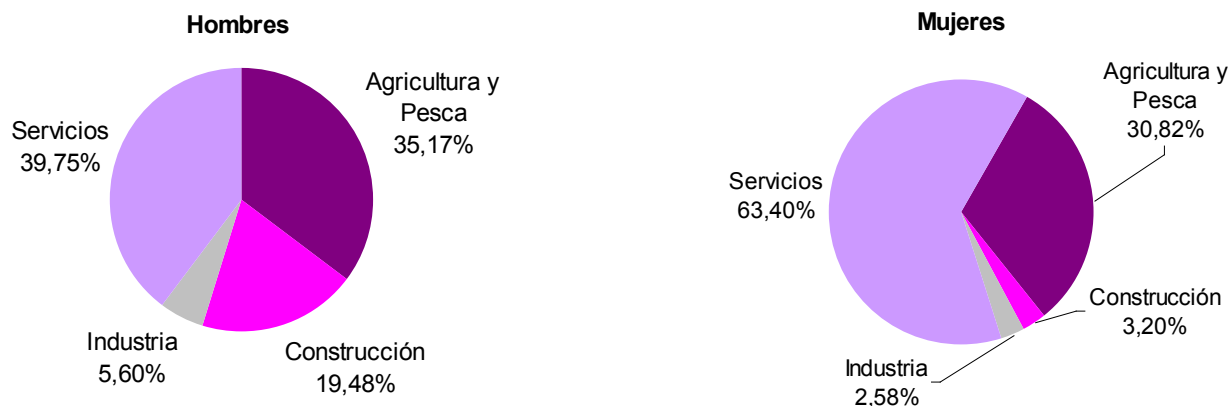 Hombres
Agricultura y
Pesca
35,17%
Servicios
39,75%
Industria
5,60%
Construcción
19,48%
Mujeres
Agricultura y
Pesca
30,82%
Servicios
63,40%
Construcción
3,20%
Industria
2,58%